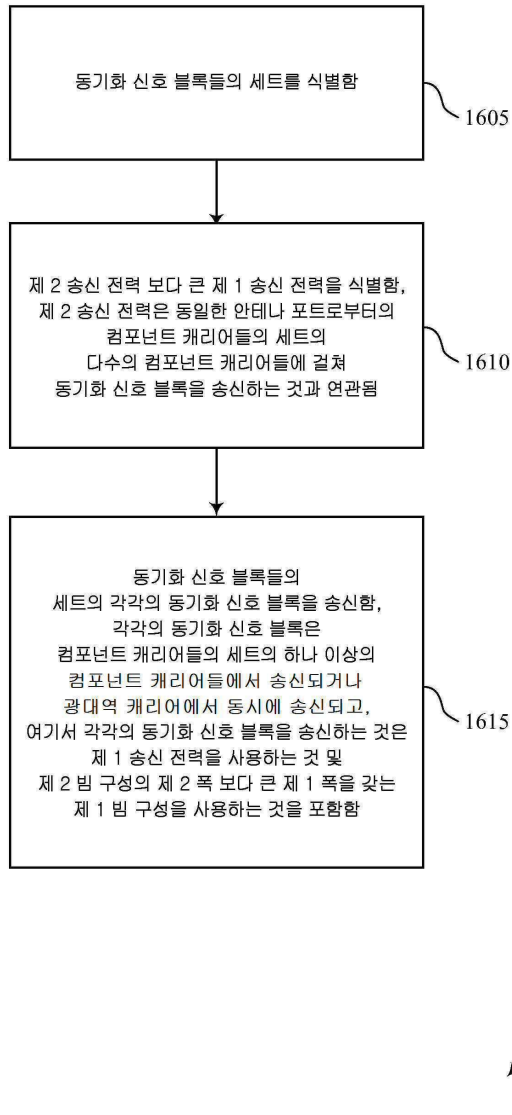 동기화 신호 블록들의 세트를 식별함
1605
제 2 송신 전력 보다 큰 제 1 송신 전력을 식별함,
제 2 송신 전력은 동일한 안테나 포트로부터의
컴포넌트 캐리어들의 세트의
다수의 컴포넌트 캐리어들에 걸쳐
동기화 신호 블록을 송신하는 것과 연관됨
1610
동기화 신호 블록들의
세트의 각각의 동기화 신호 블록을 송신함,
각각의 동기화 신호 블록은
컴포넌트 캐리어들의 세트의 하나 이상의
컴포넌트 캐리어들에서 송신되거나
광대역 캐리어에서 동시에 송신되고,
여기서 각각의 동기화 신호 블록을 송신하는 것은
제 1 송신 전력을 사용하는 것 및
제 2 빔 구성의 제 2 폭 보다 큰 제 1 폭을 갖는
제 1 빔 구성을 사용하는 것을 포함함
1615